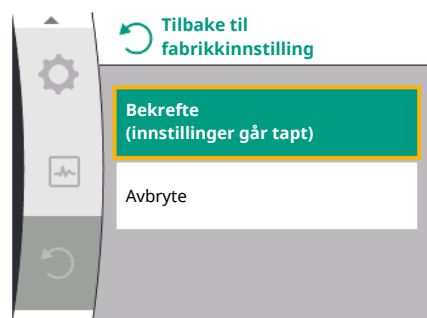 Tilbake til
fabrikkinnstilling
Bekrefte
(innstillinger går tapt)
Avbryte